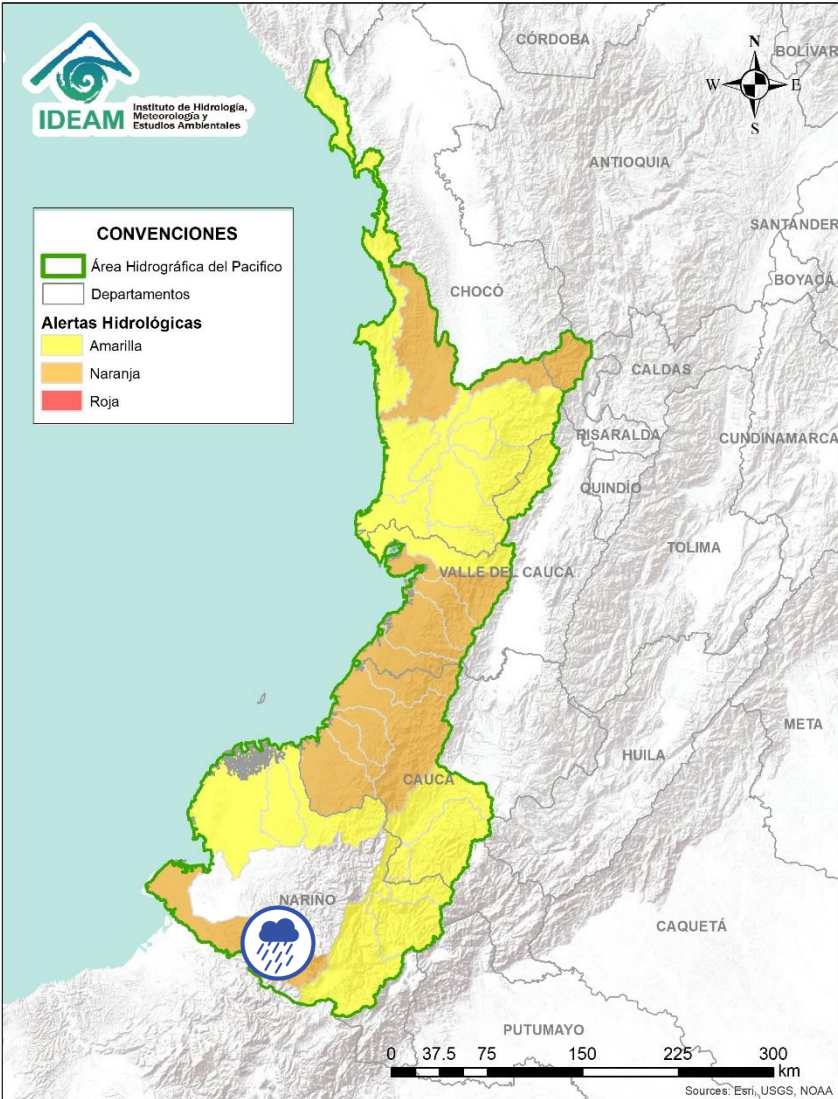 IDEAM
Instituto de Hidrología,
Meteorología y
Estudios Ambientales
CÓRDOBA
BOLÍVAR
N
W
E
S
ANTIOQUIA
SANTANDER
BOYACÁ
CONVENCIONES
Área Hidrográfica del Pacifico
Departamentos
Alertas Hidrológicas
Amarilla
Naranja
Roja
CHOCÓ
CALDAS
RISARALDA
CUNDINAMARCA
QUINDÍO
TOLIMA
VALLE DEL CAUCA
META
HUILA
CAUCA
NARIÑO
CAQUETÁ
PUTUMAYO
0 37.5 75 150 225 300
km
Sources: Esri, USGS, NOAA